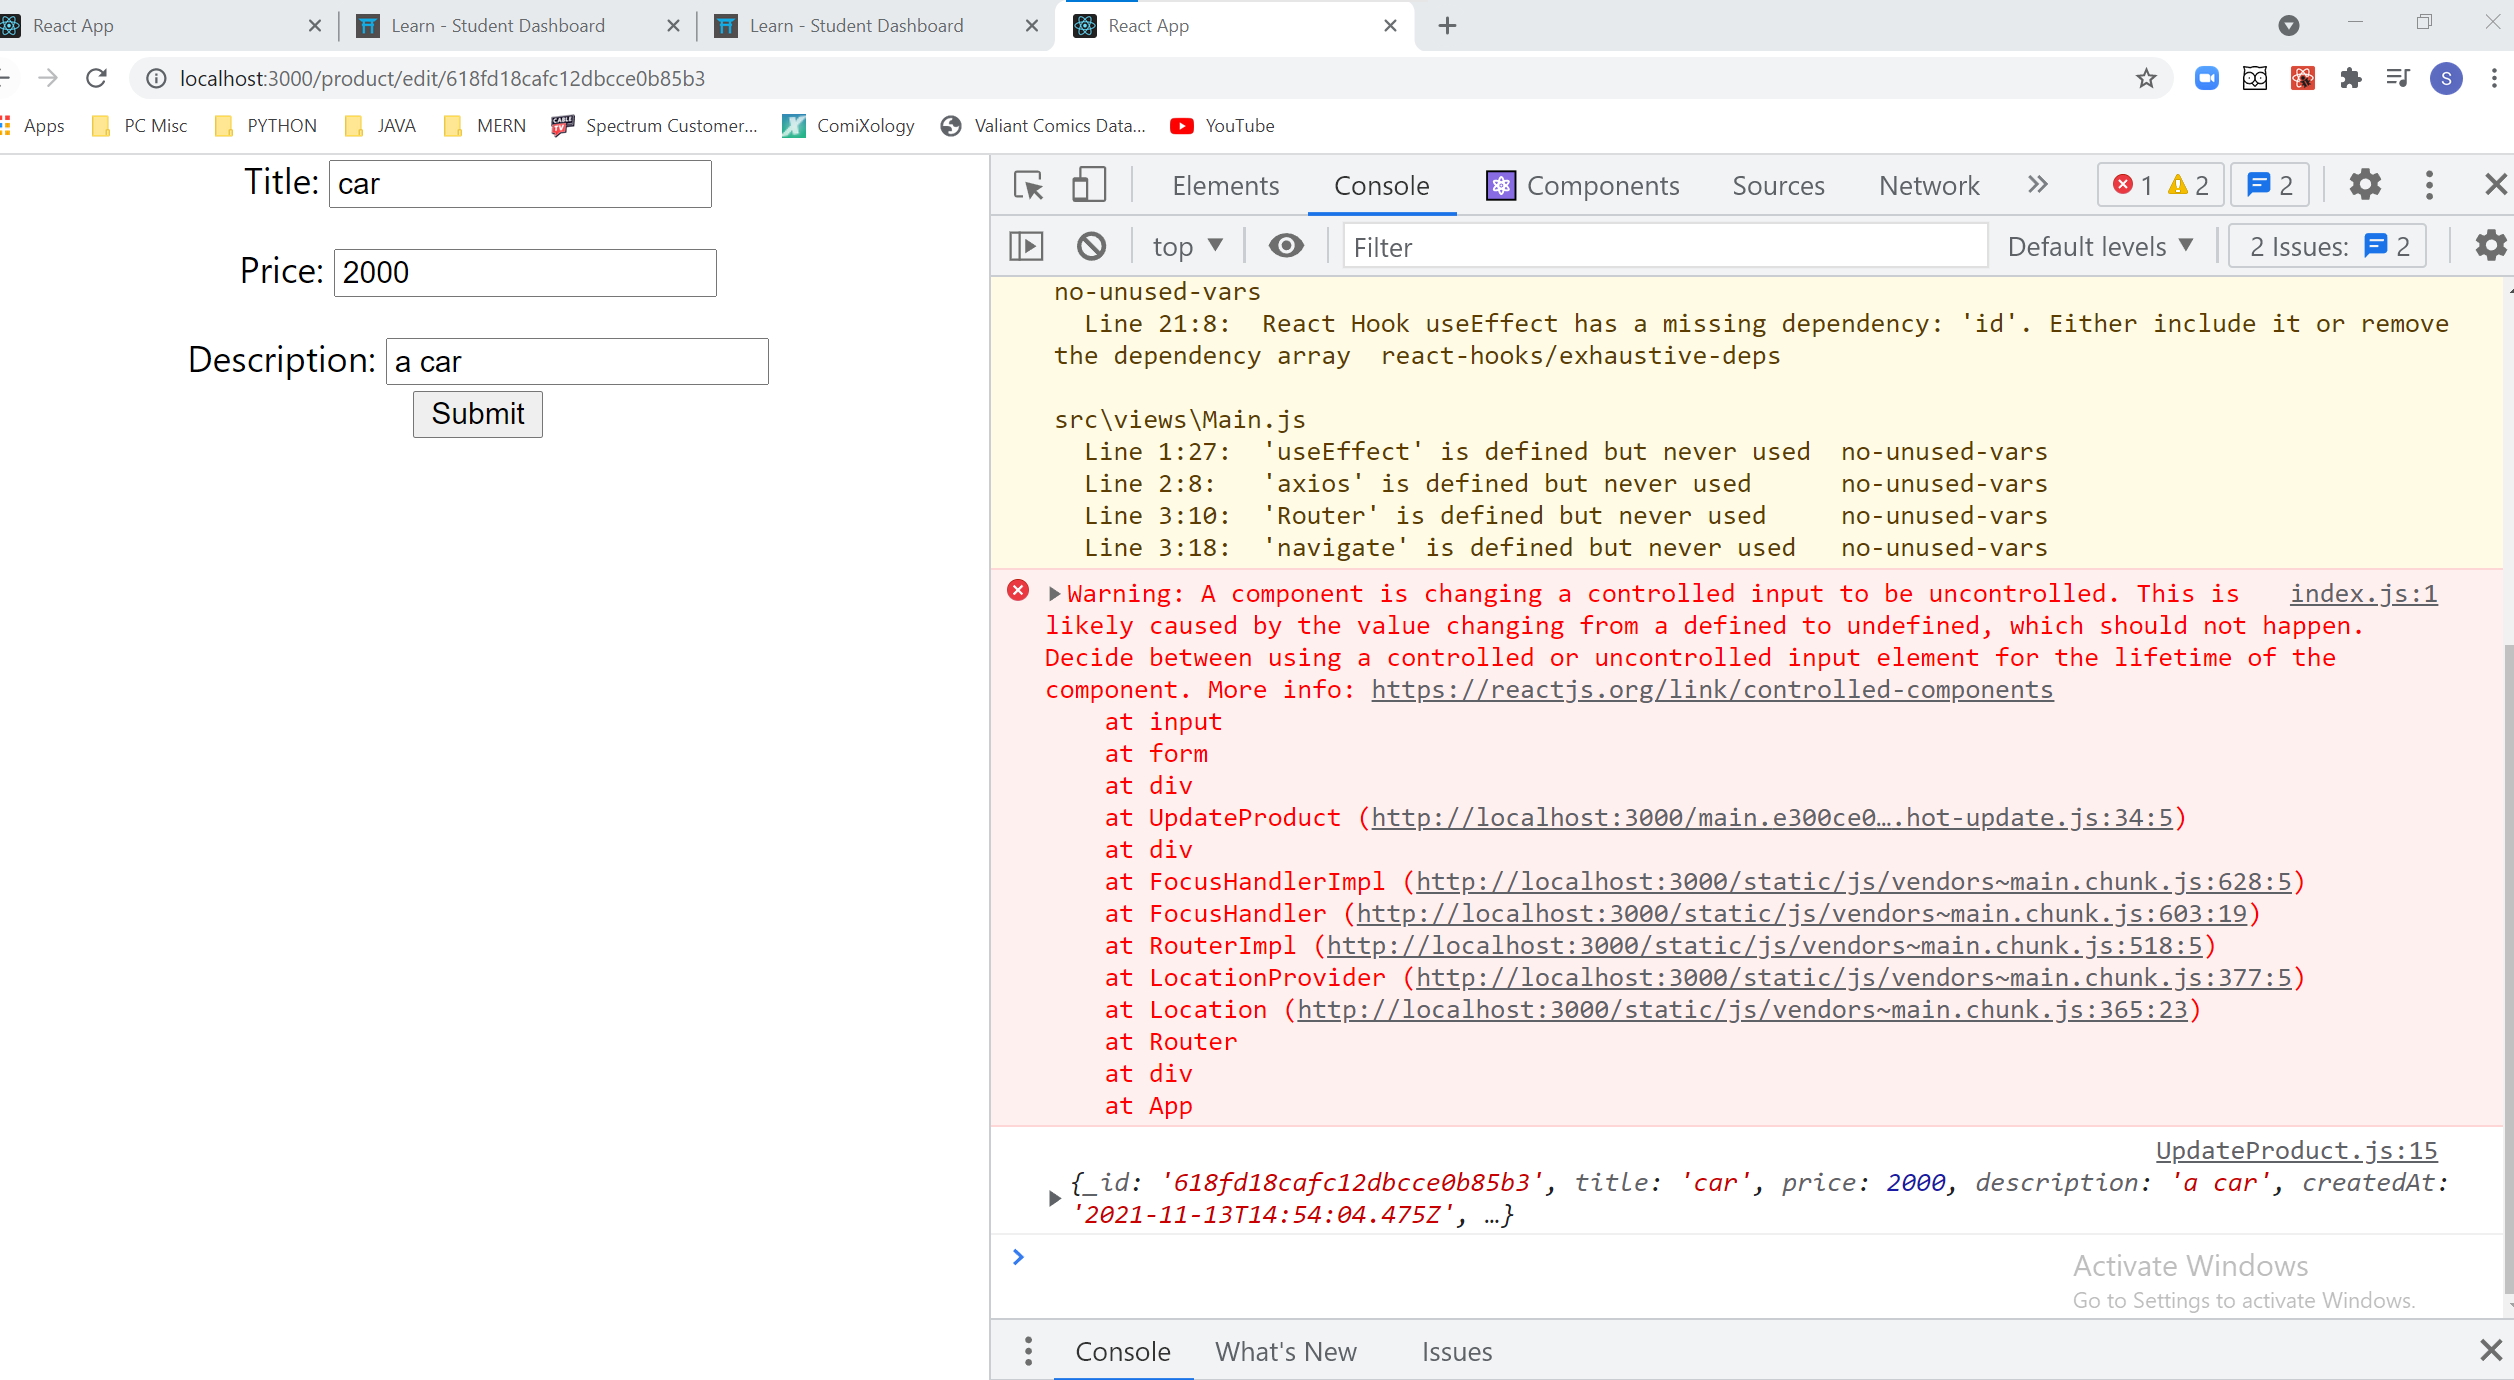 React App
Learn - Student Dashboard
Learn - Student Dashboard
React App
localhost:3000/product/edit/618fd18cafc12dbcce0b85b3
S
Apps
PC Misc
PYTHON
JAVA
MERN
CABLE TV
Spectrum Customer...
ComiXology
Valiant Comics Data...
YouTube
Title: car
Price: 2000
Description: a car
Submit
Elements
Console
Components
Sources
Network
1
2
2
top
Filter
Default levels
2 Issues: 2
no-unused-vars
Line 21:8:  React Hook useEffect has a missing dependency: 'id'. Either include it or remove
the dependency array  react-hooks/exhaustive-deps
src\views\Main.js
Line 1:27:  'useEffect' is defined but never used  no-unused-vars
Line 2:8:   'axios' is defined but never used      no-unused-vars
Line 3:10:  'Router' is defined but never used     no-unused-vars
Line 3:18:  'navigate' is defined but never used   no-unused-vars
Warning: A component is changing a controlled input to be uncontrolled. This is index.js:1
likely caused by the value changing from a defined to undefined, which should not happen.
Decide between using a controlled or uncontrolled input element for the lifetime of the
component. More info: https://reactjs.org/link/controlled-components
at input
at form
at div
at UpdateProduct (http://localhost:3000/main.e300ce0….hot-update.js:34:5)
at div
at FocusHandlerImpl (http://localhost:3000/static/js/vendors~main.chunk.js:628:5)
at FocusHandler (http://localhost:3000/static/js/vendors~main.chunk.js:603:19)
at RouterImpl (http://localhost:3000/static/js/vendors~main.chunk.js:518:5)
at LocationProvider (http://localhost:3000/static/js/vendors~main.chunk.js:377:5)
at Location (http://localhost:3000/static/js/vendors~main.chunk.js:365:23)
at Router
at div
at App
UpdateProduct.js:15
{_id: '618fd18cafc12dbcce0b85b3', title: 'car', price: 2000, description: 'a car', createdAt:
'2021-11-13T14:54:04.475Z', …}
Activate Windows
Go to Settings to activate Windows.
Console
What's New
Issues